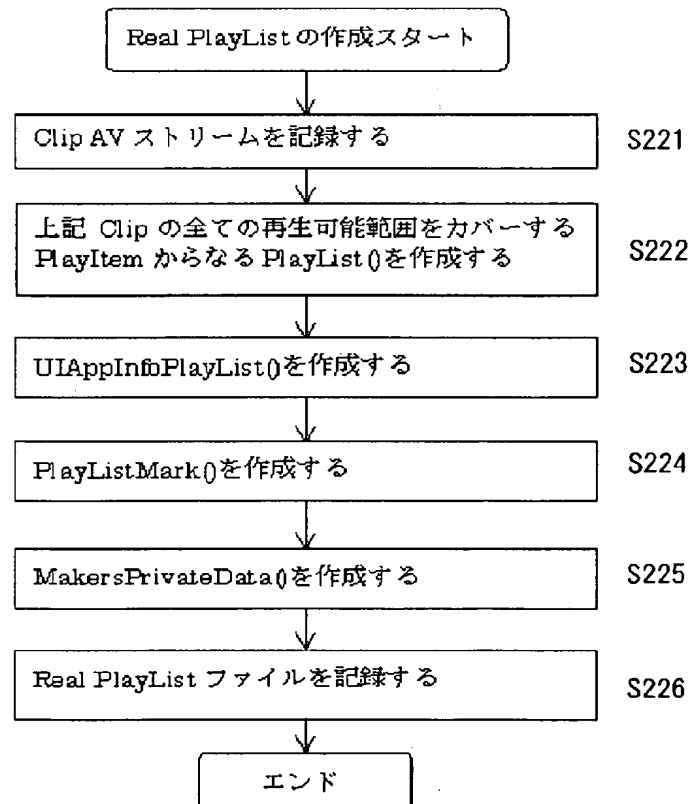 Real PlayListの作成スタート
Clip AV ストリームを記録する
S221
上記 Clip の全ての再生可能範囲をカバーする
PlayItem からなる PlayList()を作成する
S222
UIAppInfoPlayList()を作成する
S223
PlayListMark()を作成する
S224
MakersPrivateData()を作成する
S225
Real PlayList ファイルを記録する
S226
エンド